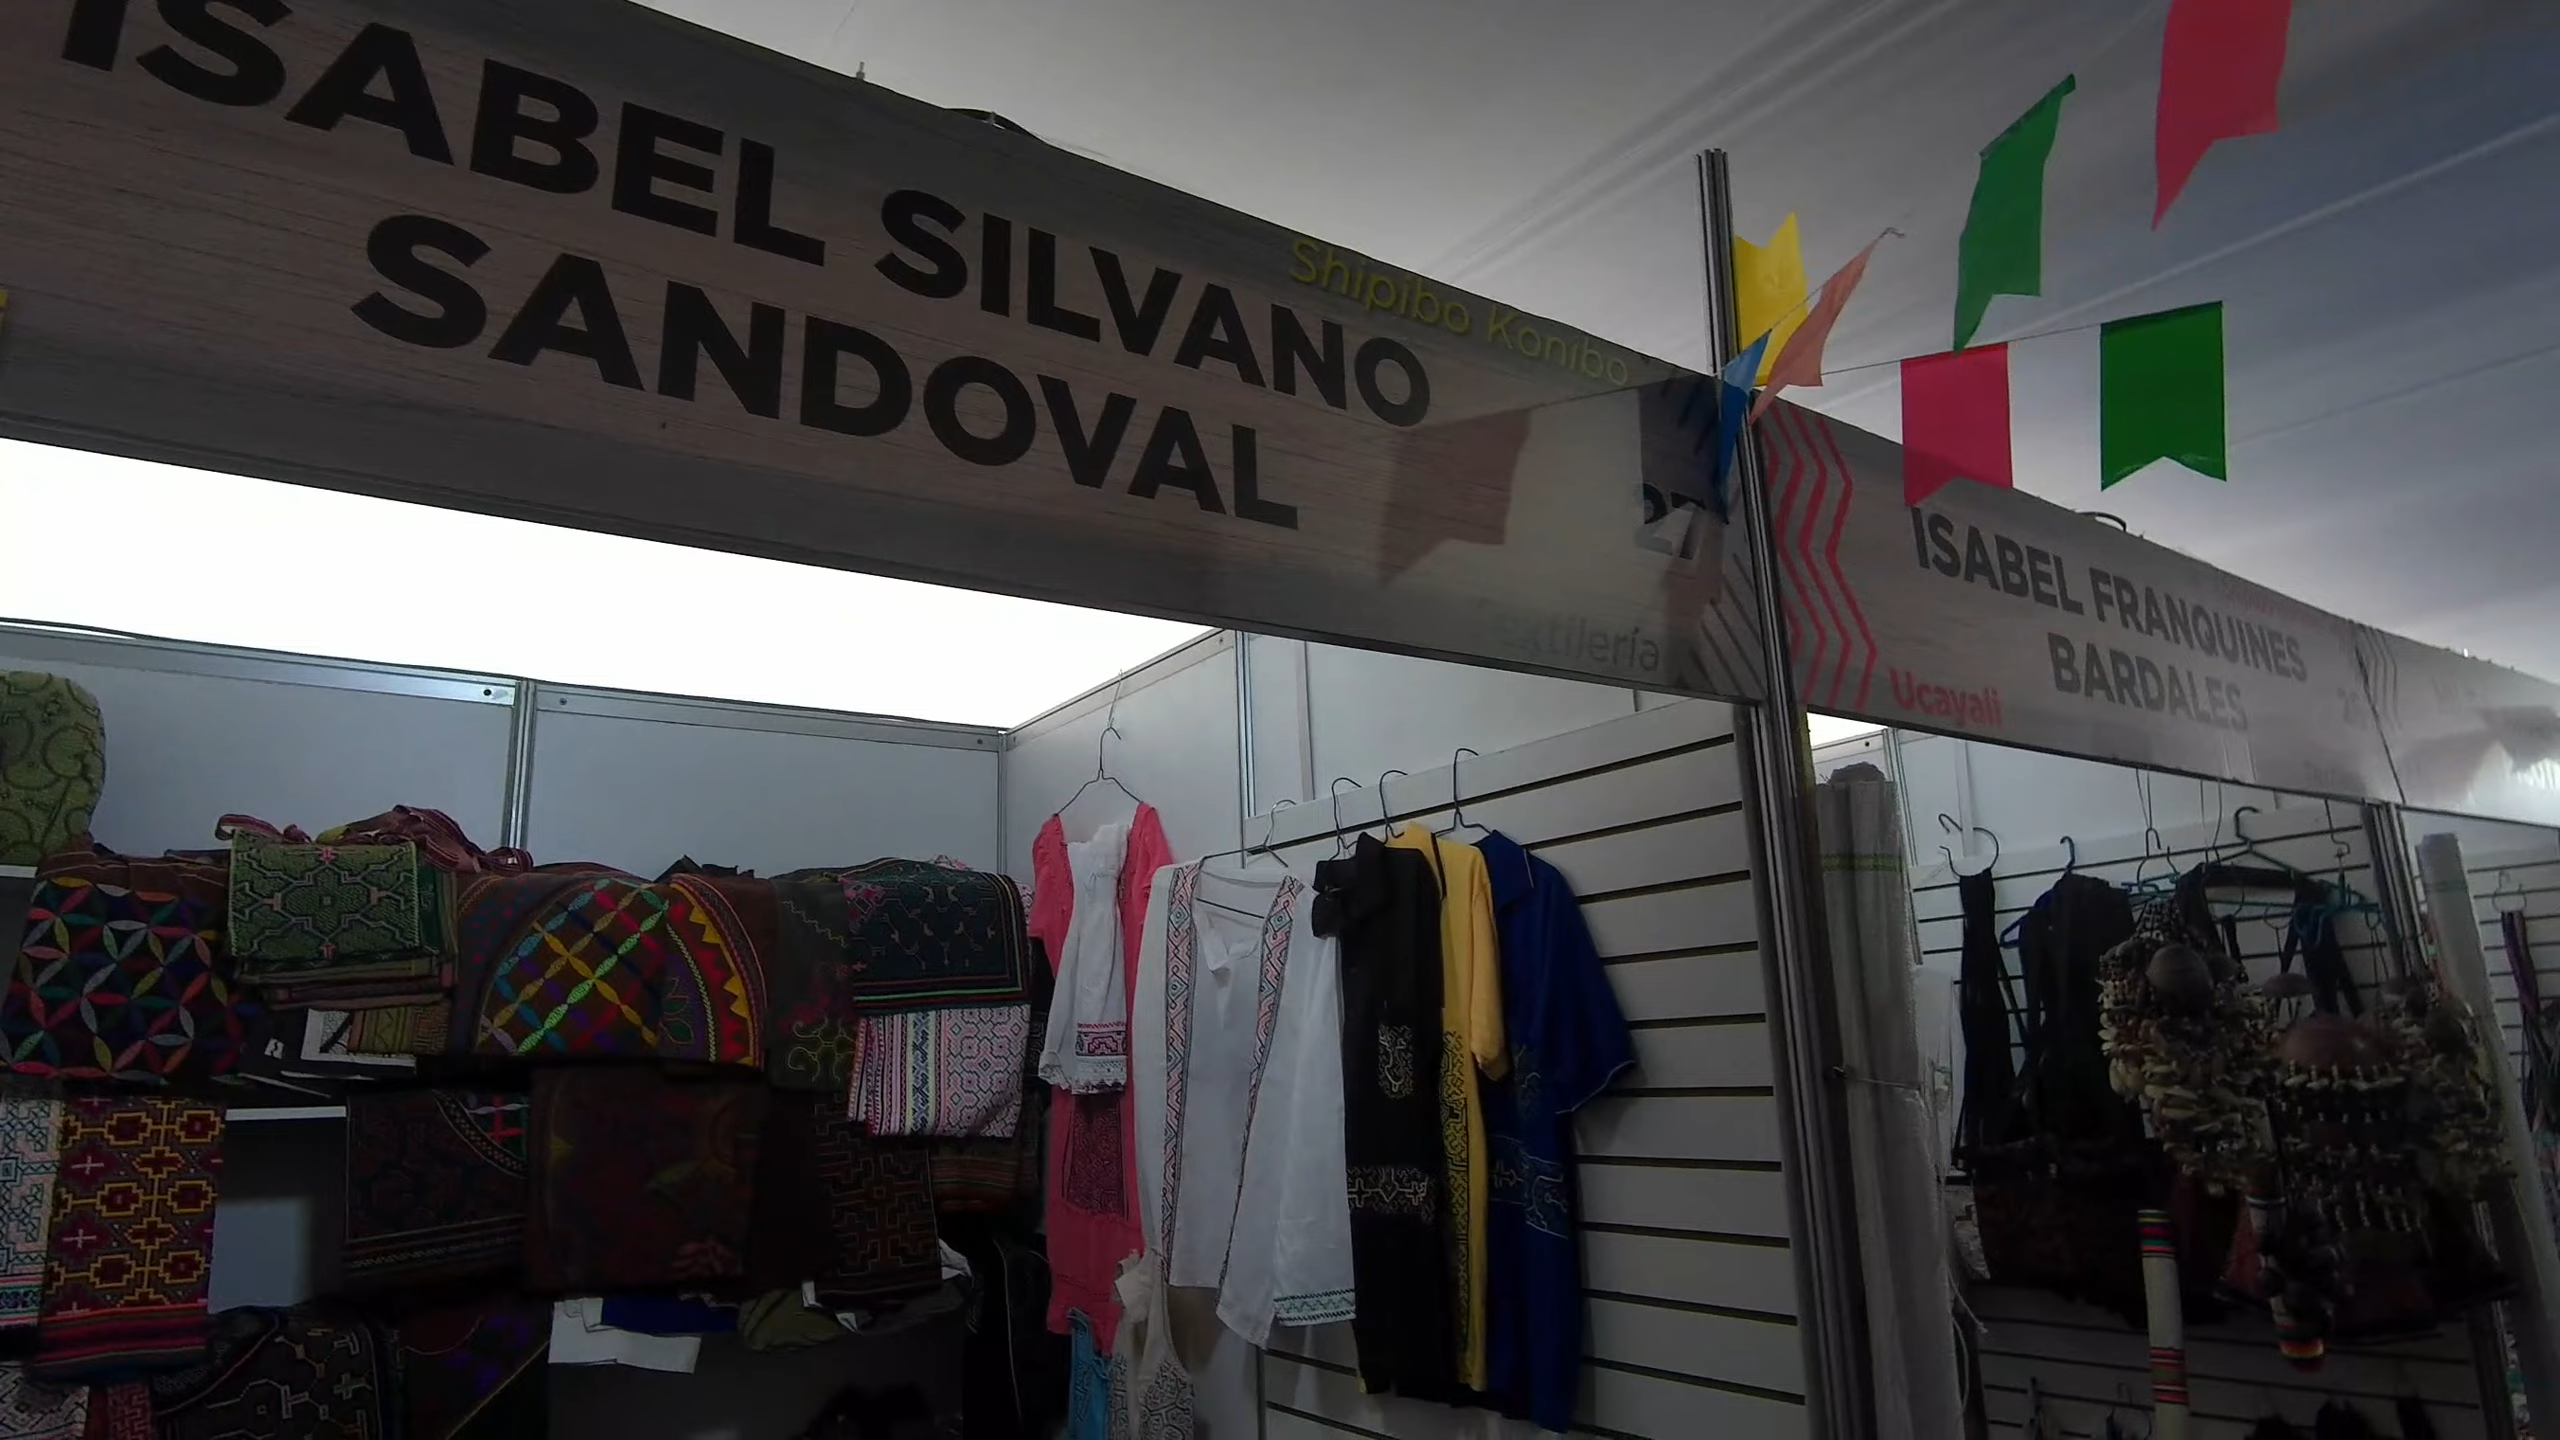 ISABEL SILVANO
SANDOVAL
Shipibo Konibo
27
Textilería
Ucayali
ISABEL FRANQUINES
BARDALES